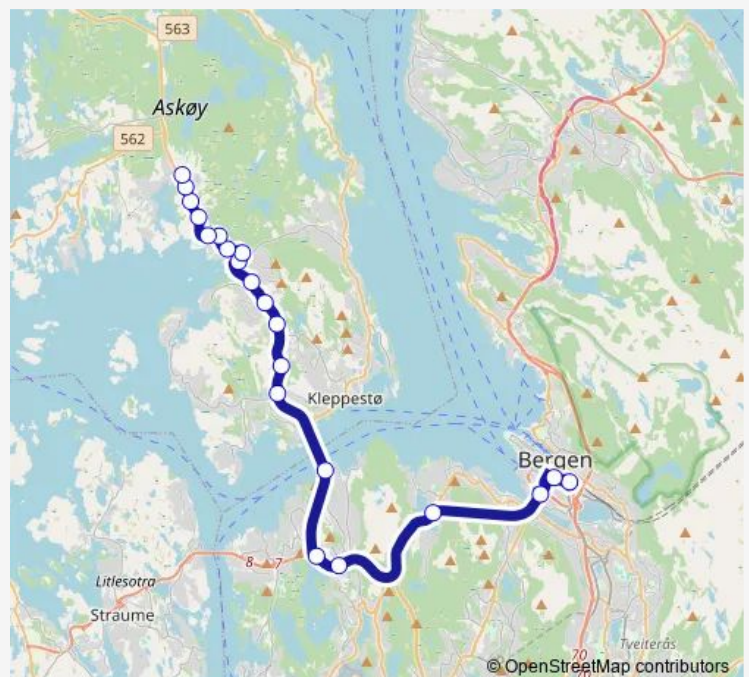 563
Askøy
562
Kleppestø
Bergen
8
7
Litlesotra
Straume
Tveiterås
70
© OpenStreetMap contributors